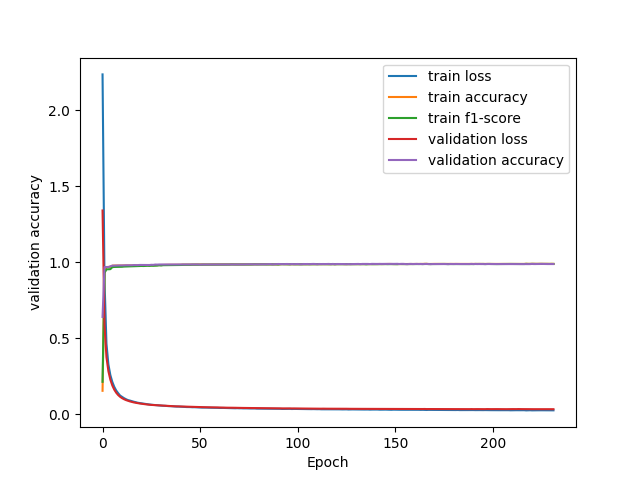 train loss
train accuracy
train f1-score
validation loss
validation accuracy
validation accuracy
2.0
1.5
1.0
0.5
0.0
0
50
100
150
200
Epoch